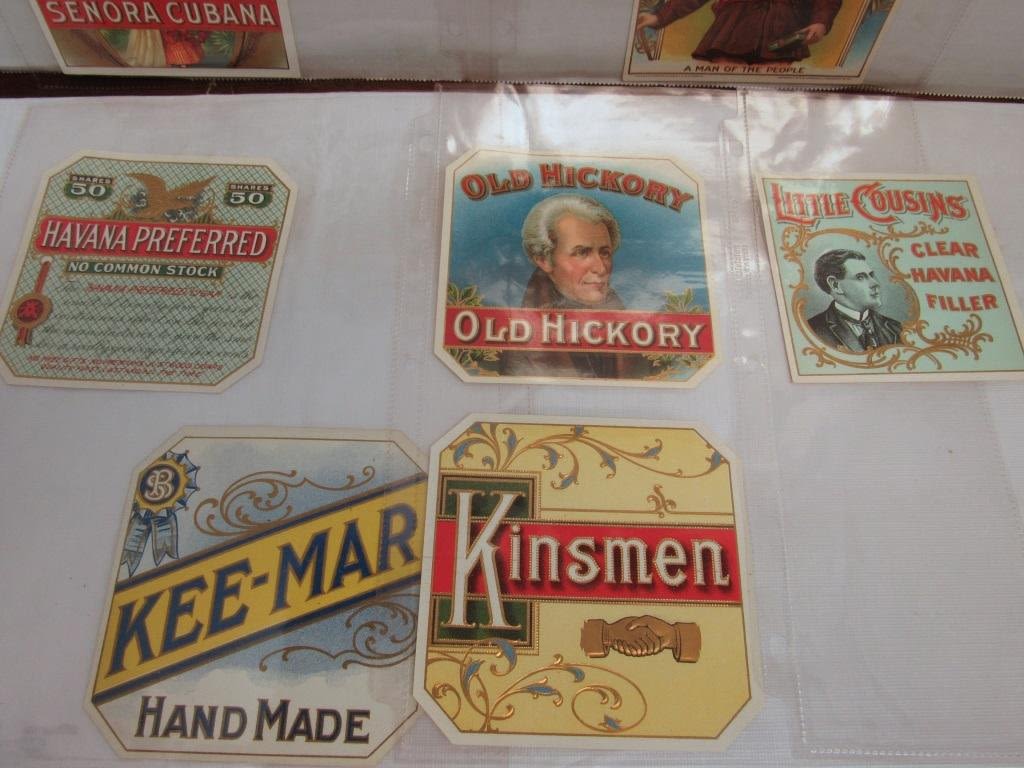 SENORA CUBANA
A MAN OF THE PEOPLE
SHARES
50
SHARES
50
HAVANA PREFERRED
NO COMMON STOCK
OLD HICKORY
OLD HICKORY
LITTLE COUSINS
CLEAR
HAVANA
FILLER
B
KEE-MAR
HAND MADE
Kinsmen